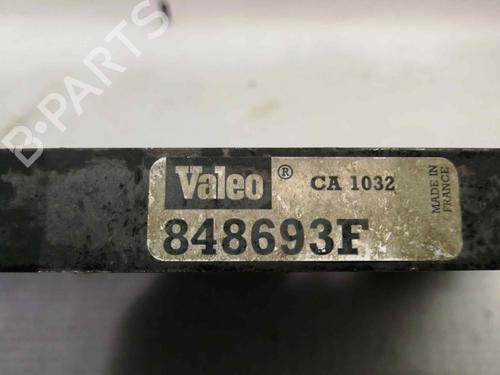 B-PARTS
Valeo ® CA 1032
MADE IN
FRANCE
848693F